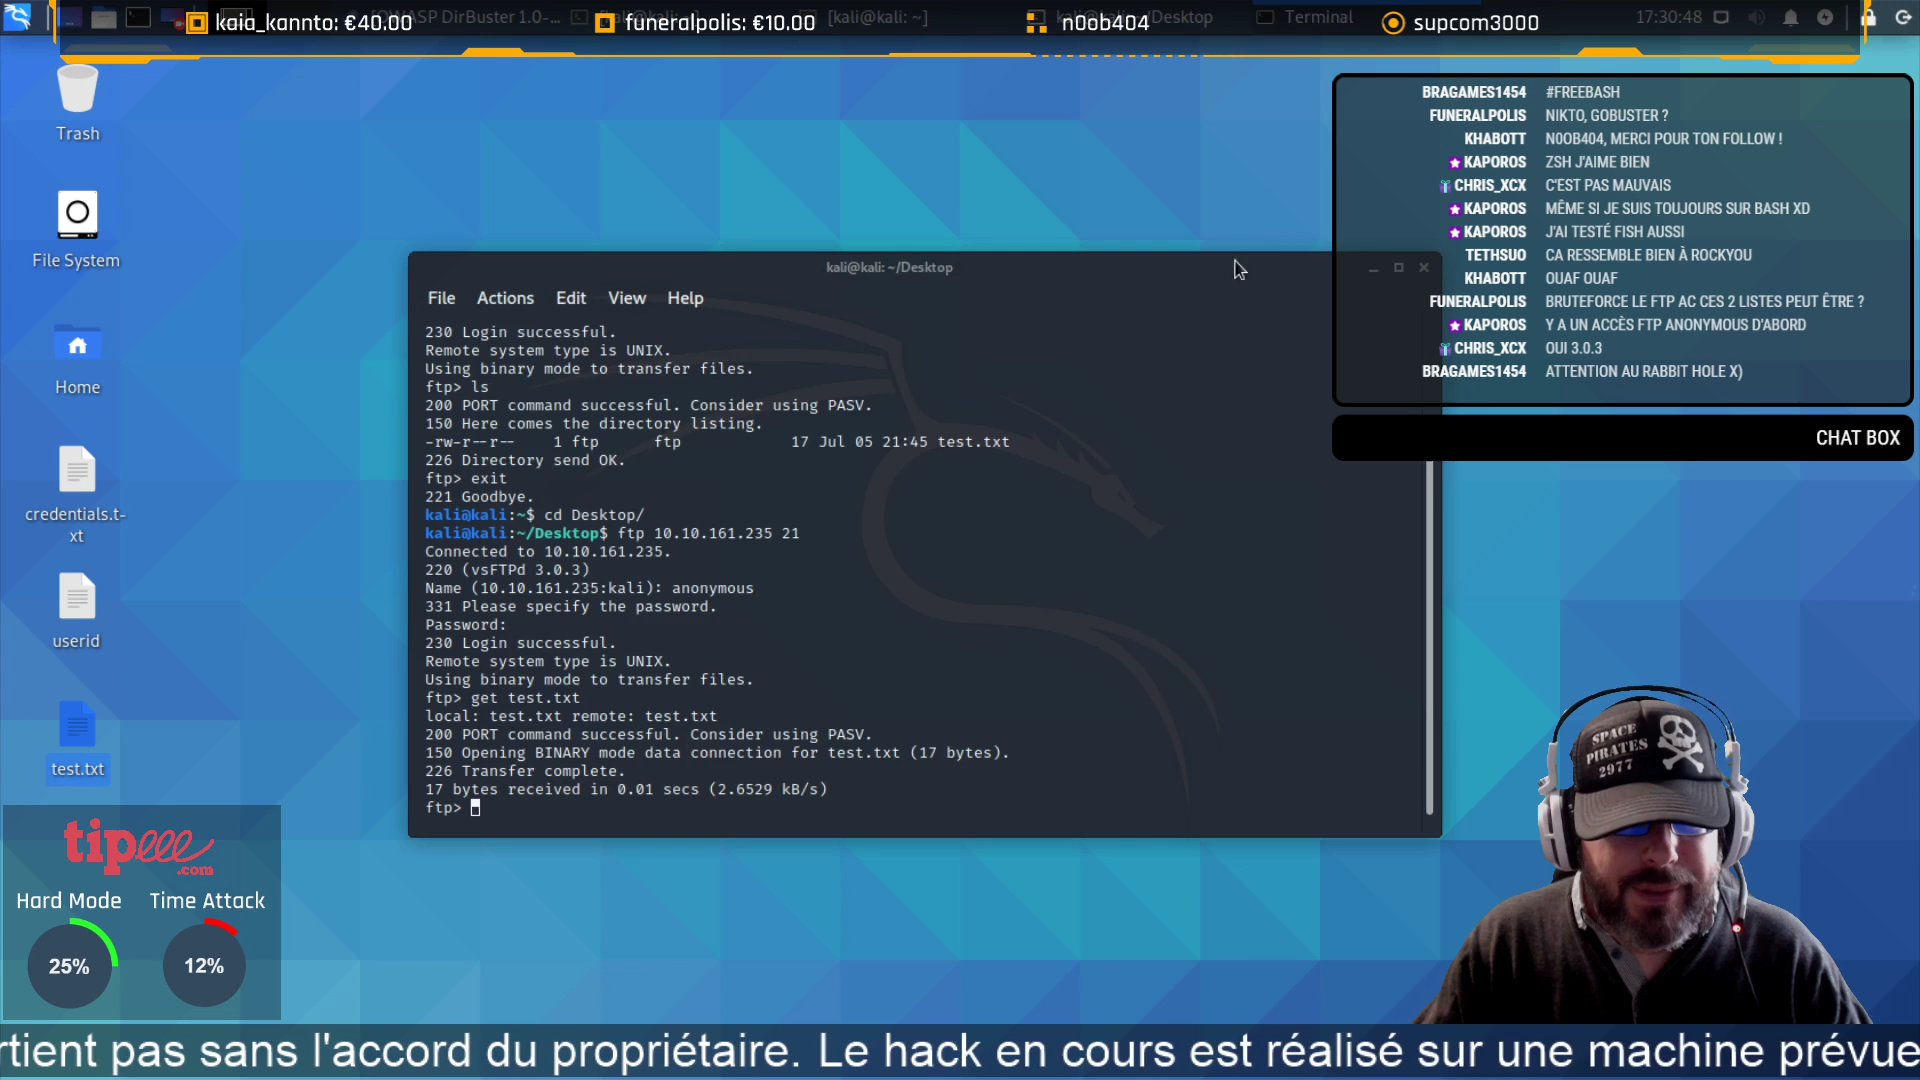 kaia_kannto: €40.00
[OWASP DirBuster 1.0-...
funeralpolis: €10.00
[kali@kali: ~]
n00b404
/Desktop
Terminal
supcom3000
17:30:48
Trash
File System
Home
credentials.t-
xt
userid
test.txt
kali@kali: ~/Desktop
File Actions Edit View Help
230 Login successful.
Remote system type is UNIX.
Using binary mode to transfer files.
ftp> ls
200 PORT command successful. Consider using PASV.
150 Here comes the directory listing.
-rw-r--r-- 1 ftp ftp 17 Jul 05 21:45 test.txt
226 Directory send OK.
ftp> exit
221 Goodbye.
kali@kali:~$ cd Desktop/
kali@kali:~/Desktop$ ftp 10.10.161.235 21
Connected to 10.10.161.235.
220 (vsFTPd 3.0.3)
Name (10.10.161.235:kali): anonymous
331 Please specify the password.
Password:
230 Login successful.
Remote system type is UNIX.
Using binary mode to transfer files.
ftp> get test.txt
local: test.txt remote: test.txt
200 PORT command successful. Consider using PASV.
150 Opening BINARY mode data connection for test.txt (17 bytes).
226 Transfer complete.
17 bytes received in 0.01 secs (2.6529 kB/s)
ftp>
BRAGAMES1454 #FREEBASH
FUNERALPOLIS NIKTO, GOBUSTER ?
KHABOTT N00B404, MERCI POUR TON FOLLOW !
KAPOROS ZSH J'AIME BIEN
CHRIS_XCX C'EST PAS MAUVAIS
KAPOROS MÊME SI JE SUIS TOUJOURS SUR BASH XD
KAPOROS J'AI TESTÉ FISH AUSSI
TETHSUO CA RESSEMBLE BIEN À ROCKYOU
KHABOTT OUAF OUAF
FUNERALPOLIS BRUTEFORCE LE FTP AC CES 2 LISTES PEUT ÊTRE ?
KAPOROS Y A UN ACCÈS FTP ANONYMOUS D'ABORD
CHRIS_XCX OUI 3.0.3
BRAGAMES1454 ATTENTION AU RABBIT HOLE X)
CHAT BOX
SPACE
PIRATES
2977
tipeee
.com
Hard Mode Time Attack
25% 12%
rtient pas sans l'accord du propriétaire. Le hack en cours est réalisé sur une machine prévue